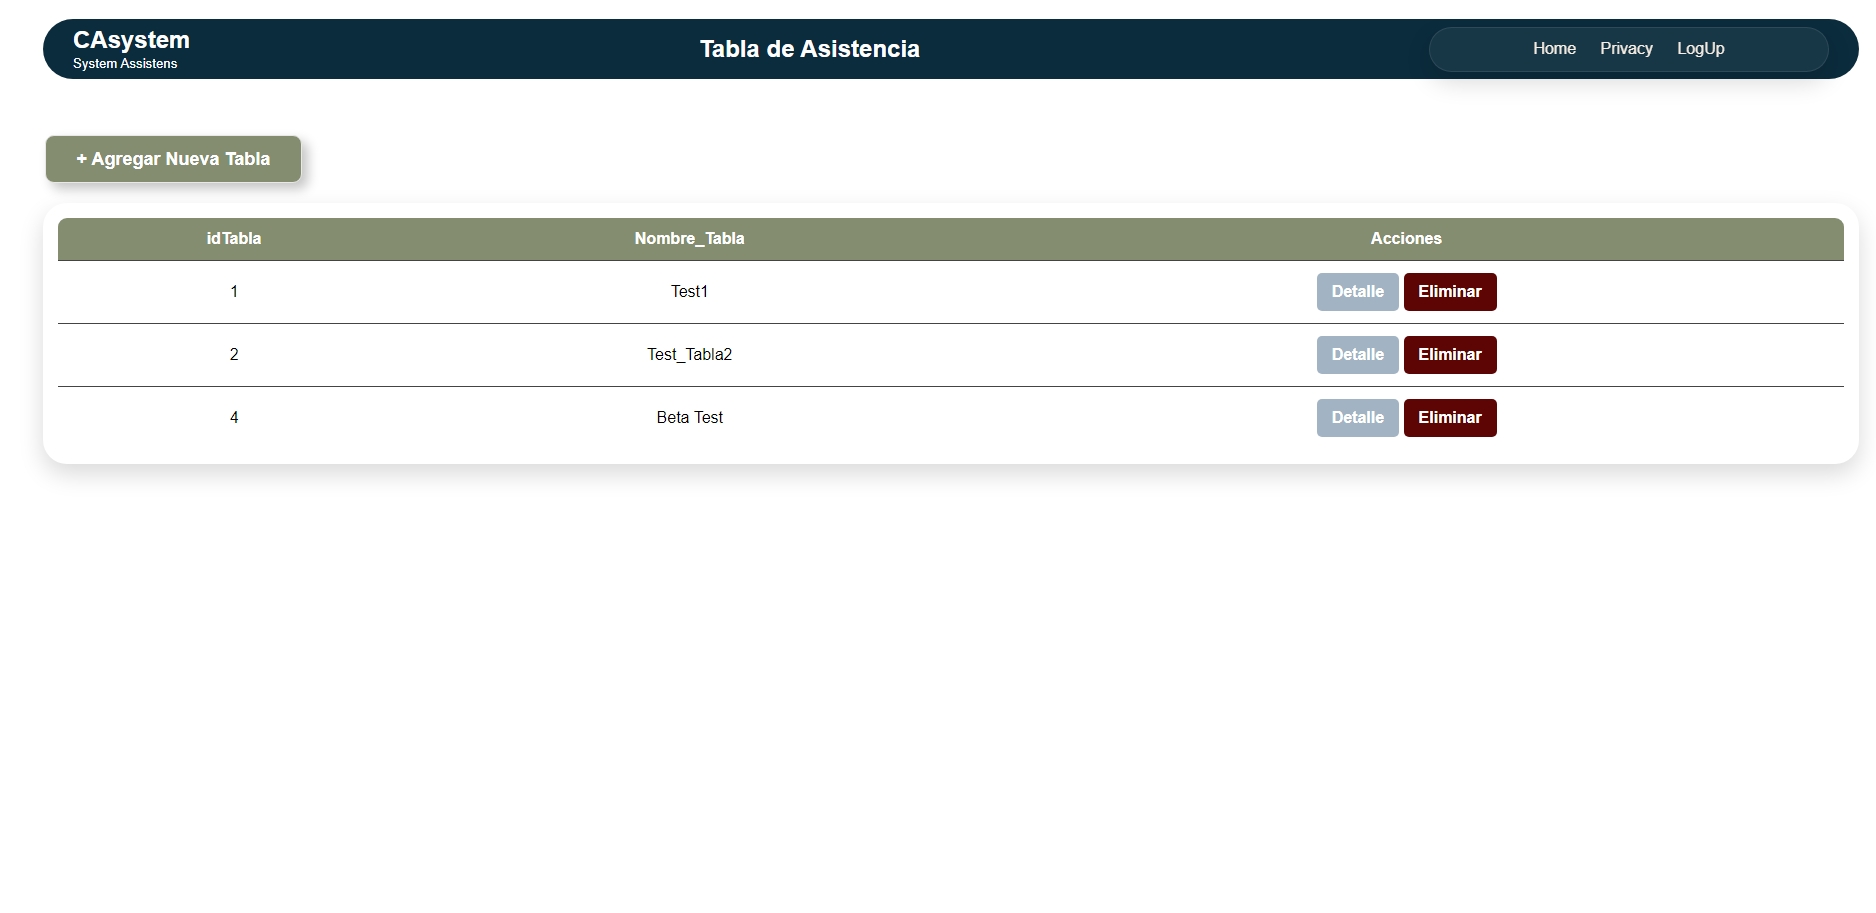 CAsystem
System Assistens
Tabla de Asistencia
Home Privacy LogUp
+ Agregar Nueva Tabla
idTabla Nombre_Tabla Acciones
1 Test1 Detalle Eliminar
2 Test_Tabla2 Detalle Eliminar
4 Beta Test Detalle Eliminar